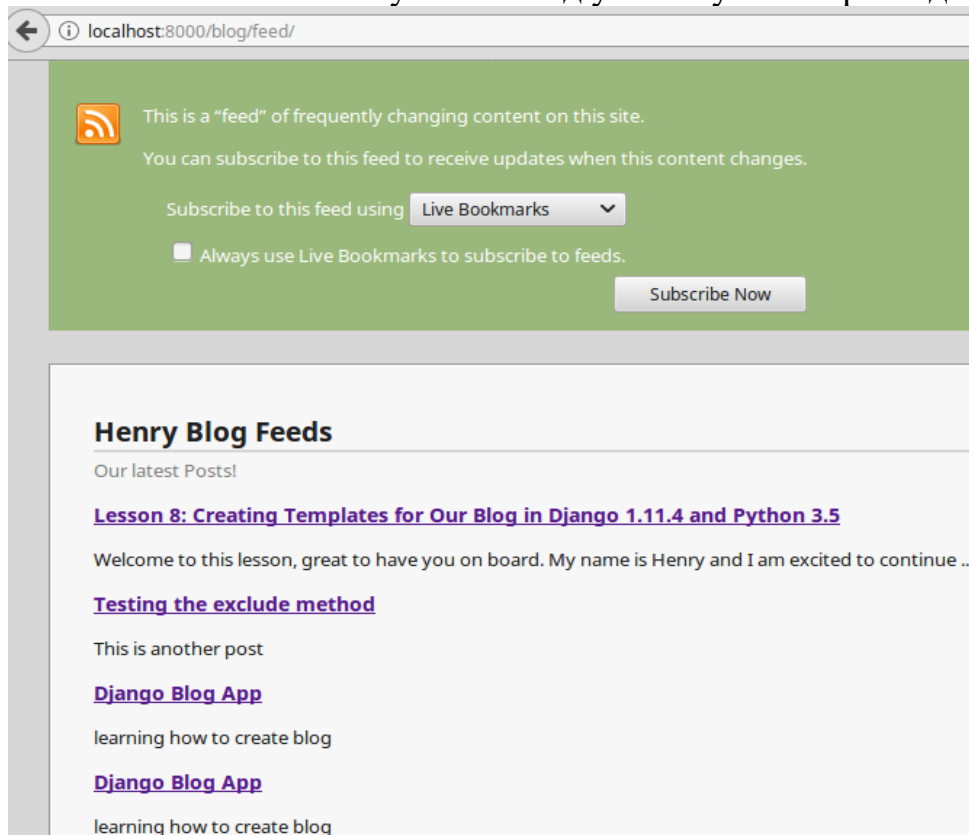 localhost:8000/blog/feed/
This is a “feed” of frequently changing content on this site.
You can subscribe to this feed to receive updates when this content changes.
Subscribe to this feed using Live Bookmarks
Always use Live Bookmarks to subscribe to feeds.
Subscribe Now
Henry Blog Feeds
Our latest Posts!
Lesson 8: Creating Templates for Our Blog in Django 1.11.4 and Python 3.5
Welcome to this lesson, great to have you on board. My name is Henry and I am excited to continue ..
Testing the exclude method
This is another post
Django Blog App
learning how to create blog
Django Blog App
learning how to create blog